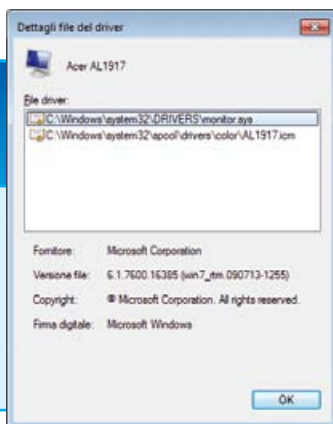 Dettagli file del driver
Acer AL1917
File driver:
C:\Windows\system32\DRIVERS\monitor.sys
C:\Windows\system32\spool\drivers\color\AL1917.icm
Fornitore: Microsoft Corporation
Versione file: 6.1.7600.16385 (win7_rtm.090713-1255)
Copyright: © Microsoft Corporation. All rights reserved.
Firma digitale: Microsoft Windows
OK